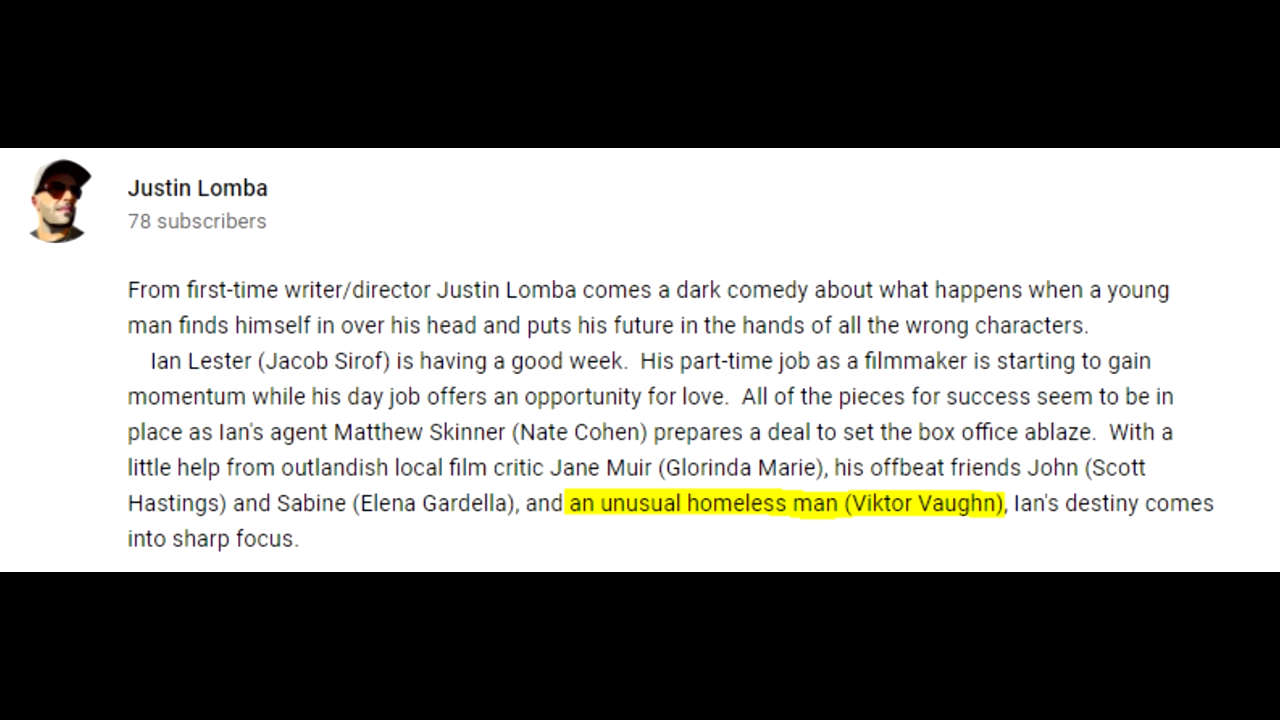 Justin Lomba
78 subscribers
From first-time writer/director Justin Lomba comes a dark comedy about what happens when a young
man finds himself in over his head and puts his future in the hands of all the wrong characters.
Ian Lester (Jacob Sirof) is having a good week.  His part-time job as a filmmaker is starting to gain
momentum while his day job offers an opportunity for love.  All of the pieces for success seem to be in
place as Ian's agent Matthew Skinner (Nate Cohen) prepares a deal to set the box office ablaze.  With a
little help from outlandish local film critic Jane Muir (Glorinda Marie), his offbeat friends John (Scott
Hastings) and Sabine (Elena Gardella), and an unusual homeless man (Viktor Vaughn), Ian's destiny comes
into sharp focus.